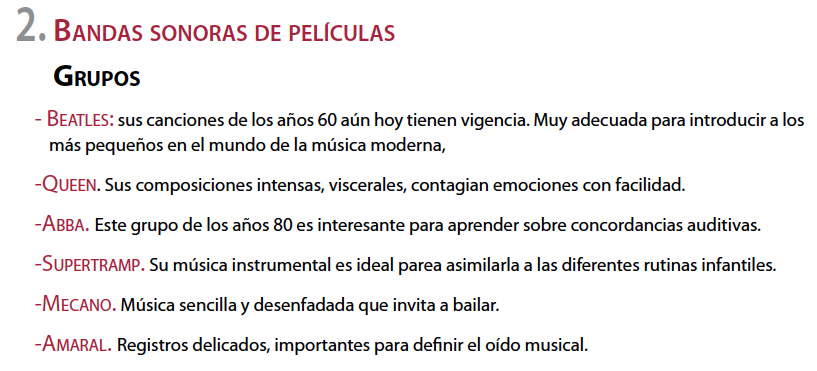 2. BANDAS SONORAS DE PELÍCULAS
GRUPOS
- BEATLES: sus canciones de los años 60 aún hoy tienen vigencia. Muy adecuada para introducir a los
más pequeños en el mundo de la música moderna,
-QUEEN. Sus composiciones intensas, viscerales, contagian emociones con facilidad.
-ABBA. Este grupo de los años 80 es interesante para aprender sobre concordancias auditivas.
-SUPERTRAMP. Su música instrumental es ideal parea asimilarla a las diferentes rutinas infantiles.
-MECANO. Música sencilla y desenfadada que invita a bailar.
-AMARAL. Registros delicados, importantes para definir el oído musical.